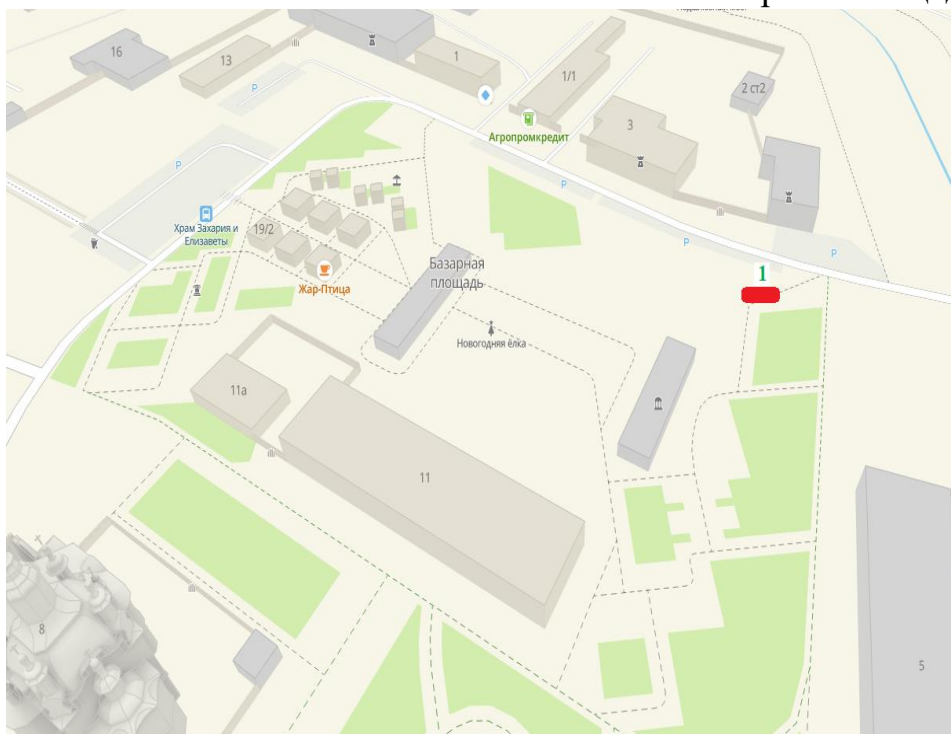 16
13
1
1/1
2 ст2
3
P
Агропромкредит
P
P
Храм Захария и
Елизаветы
19/2
P
P
Базарная
площадь
Жар-Птица
1
Новогодняя ёлка
11а
11
8
5